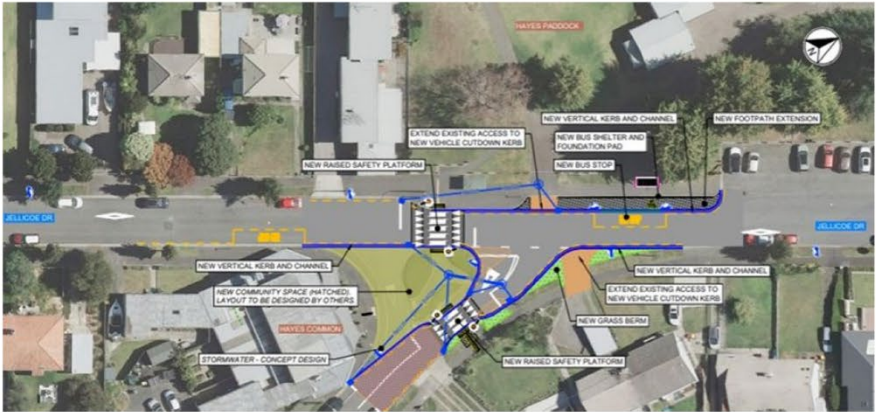 HAYES PADDOCK
NEW VERTICAL KERB AND CHANNEL
NEW FOOTPATH EXTENSION
EXTEND EXISTING ACCESS TO
NEW VEHICLE CUTDOWN KERB
NEW BUS SHELTER AND
FOUNDATION PAD
NEW RAISED SAFETY PLATFORM
NEW BUS STOP
JELLICOE DR
JELLICOE DR
NEW VERTICAL KERB AND CHANNEL
NEW VERTICAL KERB AND CHANNEL
NEW COMMUNITY SPACE (HATCHED),
LAYOUT TO BE DESIGNED BY OTHERS
EXTEND EXISTING ACCESS TO
NEW VEHICLE CUTDOWN KERB
NEW GRASS BERM
HAYES COMMON
STORMWATER - CONCEPT DESIGN
NEW RAISED SAFETY PLATFORM